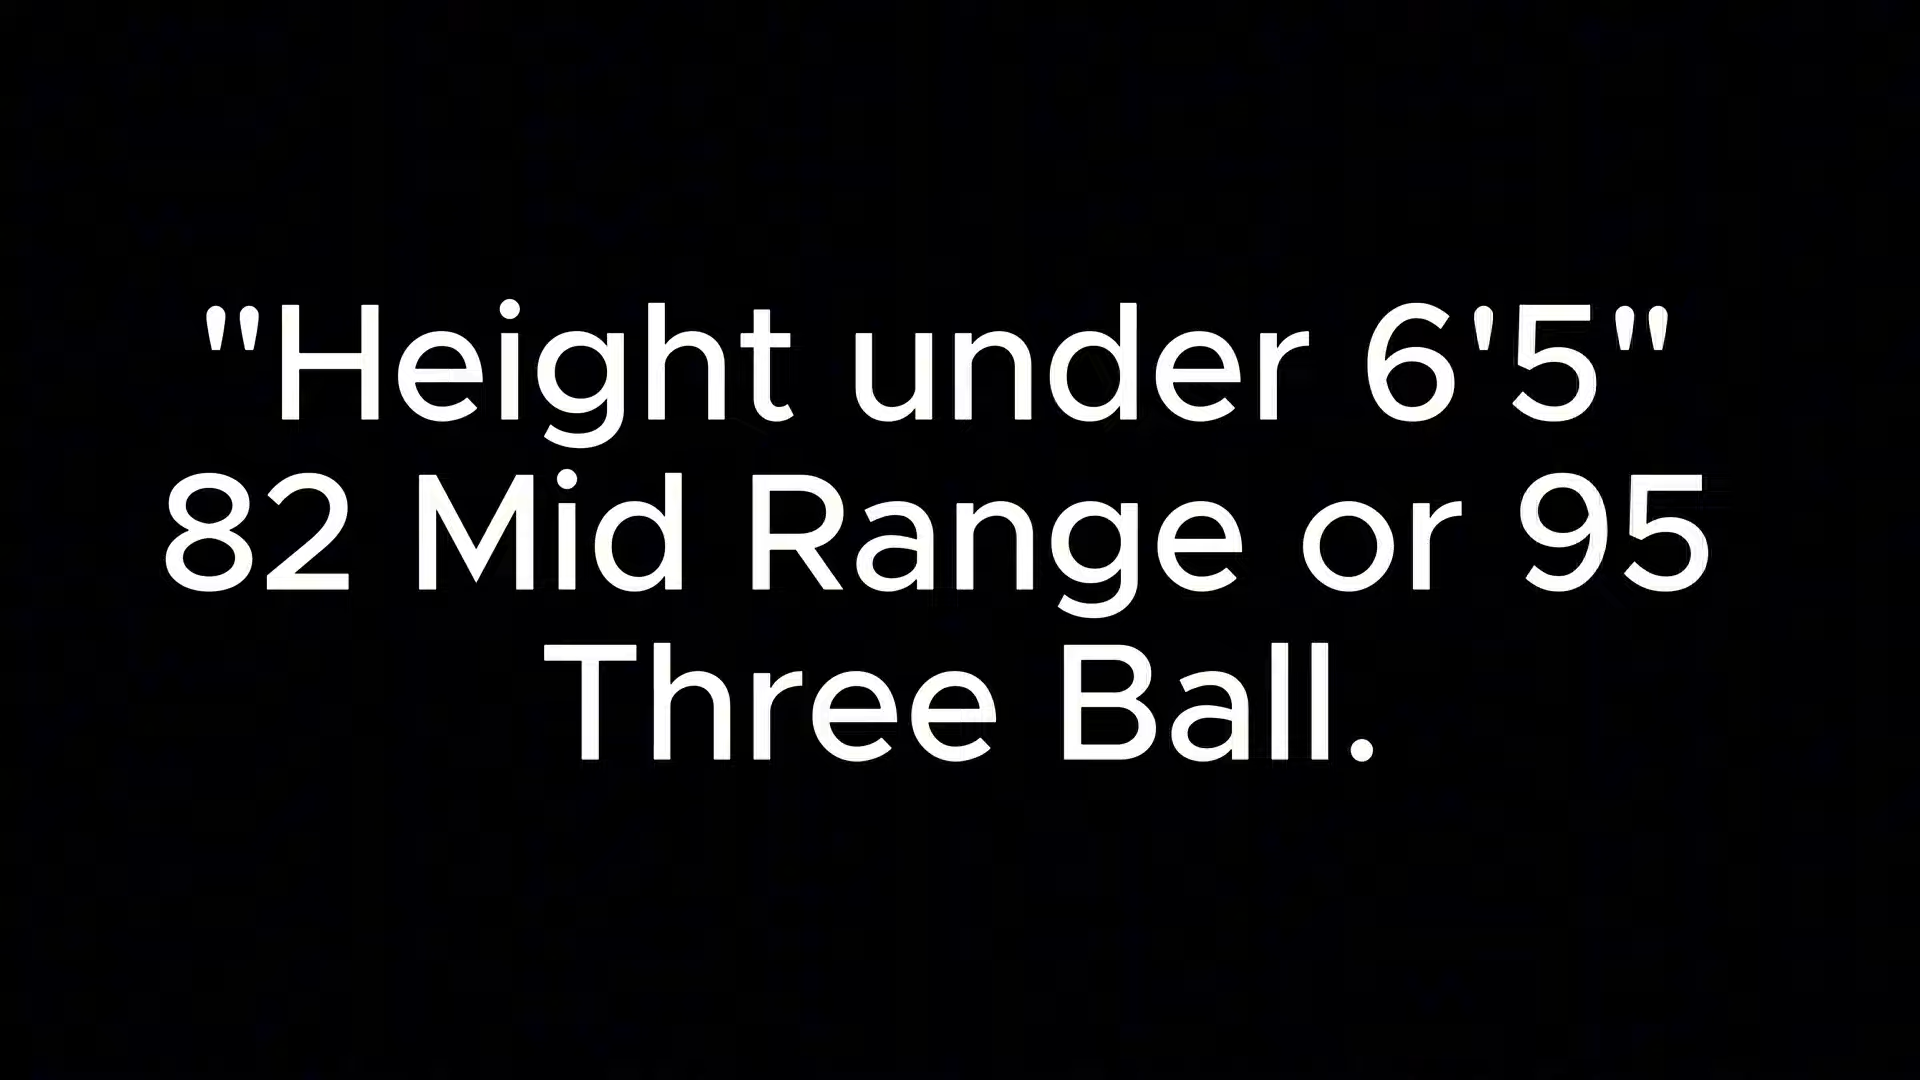 "Height under 6'5"
82 Mid Range or 95
Three Ball.